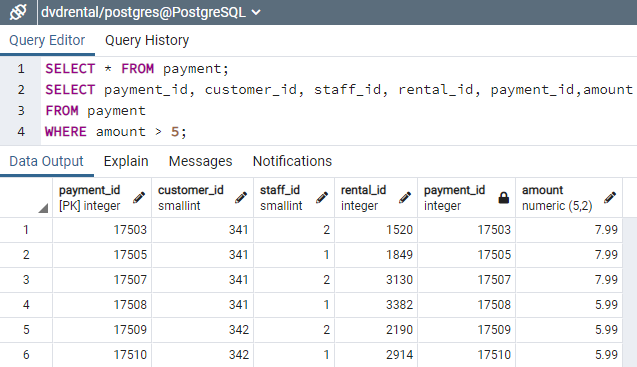 dvdrental/postgres@PostgreSQL
Query Editor Query History
1 SELECT * FROM payment;
2 SELECT payment_id, customer_id, staff_id, rental_id, payment_id,amount
3 FROM payment
4 WHERE amount > 5;
Data Output Explain Messages Notifications
payment_id customer_id staff_id rental_id payment_id amount
[PK] integer smallint smallint integer integer numeric (5,2)
1 17503 341 2 1520 17503 7.99
2 17505 341 1 1849 17505 7.99
3 17507 341 2 3130 17507 7.99
4 17508 341 1 3382 17508 5.99
5 17509 342 2 2190 17509 5.99
6 17510 342 1 2914 17510 5.99